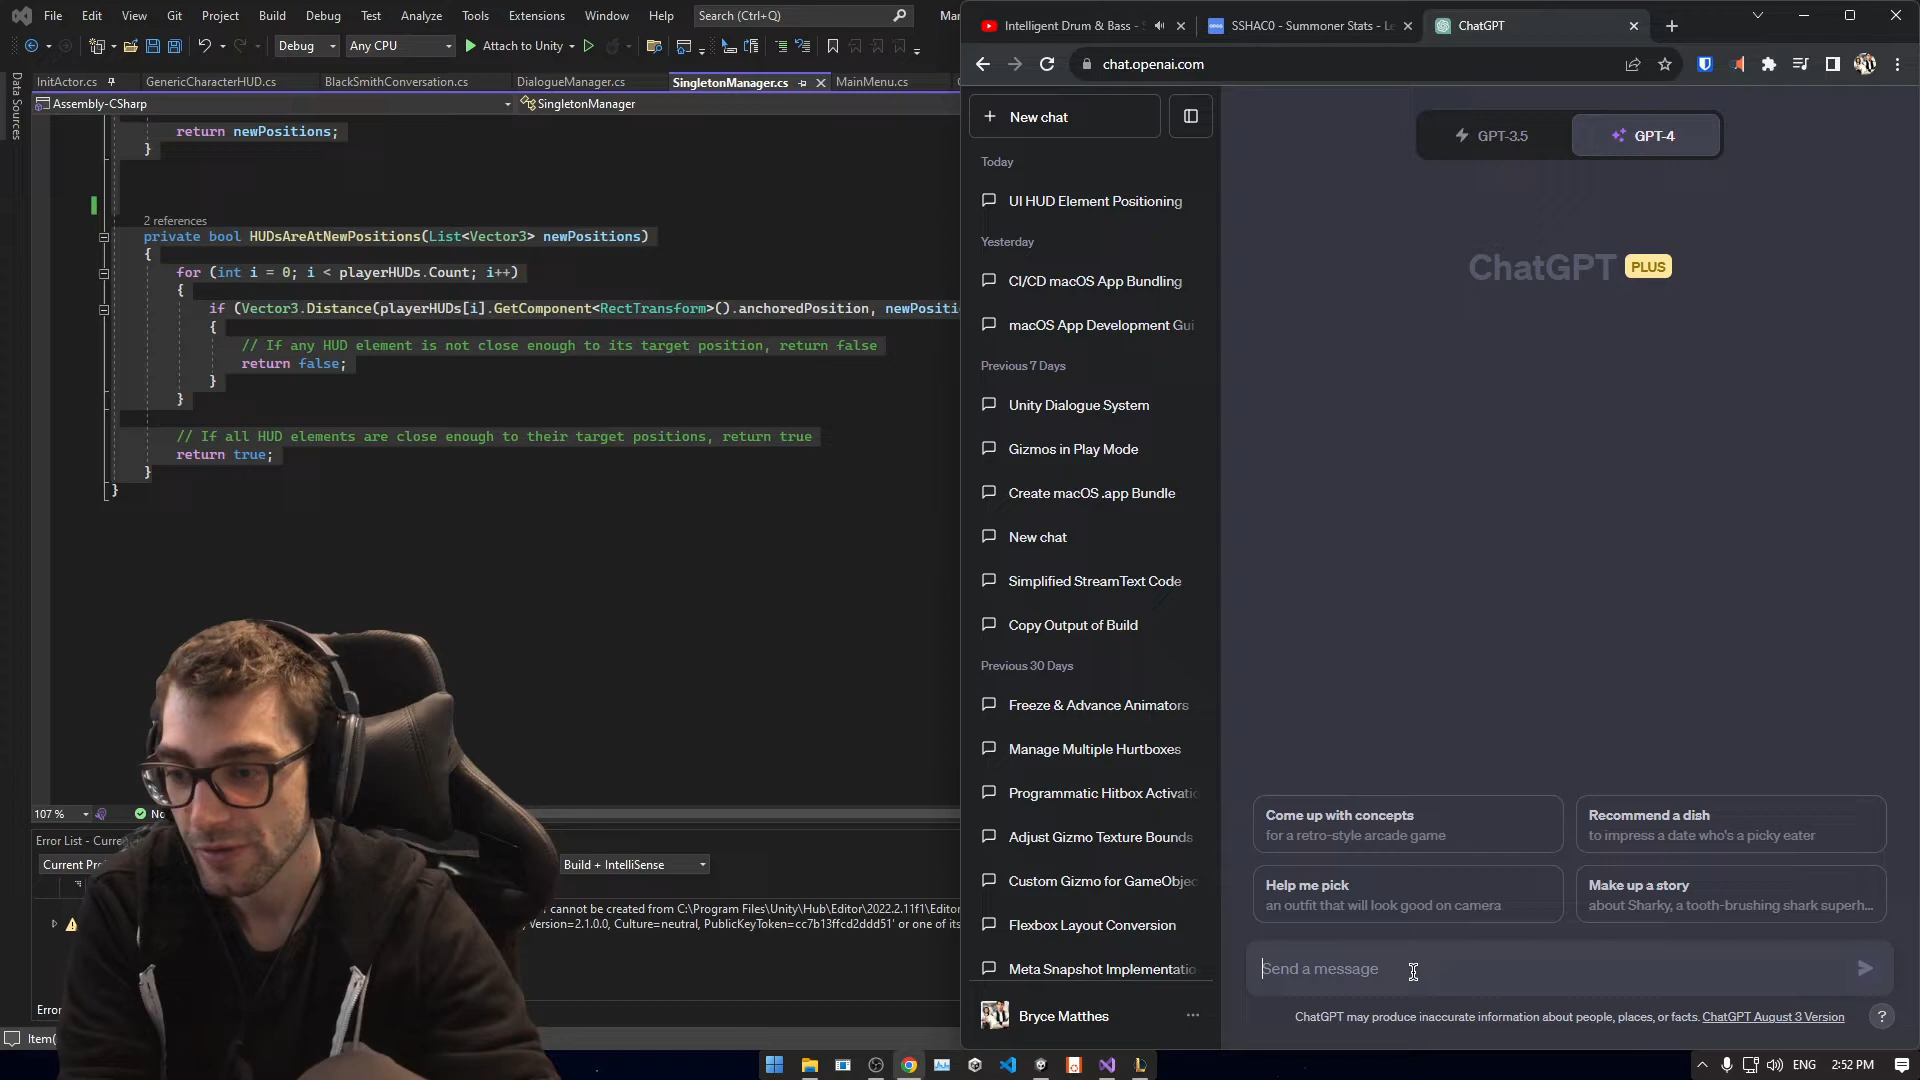 File Edit View Git Project Build Debug Test Analyze Tools Extensions Window Help Search (Ctrl+Q)
Debug Any CPU Attach to Unity
InitActor.cs GenericCharacterHUD.cs BlackSmithConversation.cs DialogueManager.cs SingletonManager.cs MainMenu.cs
Data Sources
Assembly-CSharp SingletonManager
return newPositions;
}
2 references
private bool HUDsAreAtNewPositions(List<Vector3> newPositions)
{
for (int i = 0; i < playerHUDs.Count; i++)
{
if (Vector3.Distance(playerHUDs[i].GetComponent<RectTransform>().anchoredPosition, newPositi
{
// If any HUD element is not close enough to its target position, return false
return false;
}
}
// If all HUD elements are close enough to their target positions, return true
return true;
}
}
107 % No
Error List - Curre
Current Pro Build + IntelliSense
cannot be created from C:\Program Files\Unity\Hub\Editor\2022.2.11f1\Editor
Version=2.1.0.0, Culture=neutral, PublicKeyToken=cc7b13ffcd2ddd51' or one of its
Error
Item(
Intelligent Drum & Bass - SSHAC0 - Summoner Stats - Le ChatGPT
chat.openai.com
New chat
Today
UI HUD Element Positioning
Yesterday
CI/CD macOS App Bundling
macOS App Development Gui
Previous 7 Days
Unity Dialogue System
Gizmos in Play Mode
Create macOS .app Bundle
New chat
Simplified StreamText Code
Copy Output of Build
Previous 30 Days
Freeze & Advance Animators
Manage Multiple Hurtboxes
Programmatic Hitbox Activatio
Adjust Gizmo Texture Bounds
Custom Gizmo for GameObjec
Flexbox Layout Conversion
Meta Snapshot Implementatio
Bryce Matthes
GPT-3.5 GPT-4
ChatGPT PLUS
Come up with concepts
for a retro-style arcade game
Recommend a dish
to impress a date who's a picky eater
Help me pick
an outfit that will look good on camera
Make up a story
about Sharky, a tooth-brushing shark superh...
Send a message
ChatGPT may produce inaccurate information about people, places, or facts. ChatGPT August 3 Version
?
ENG 2:52 PM